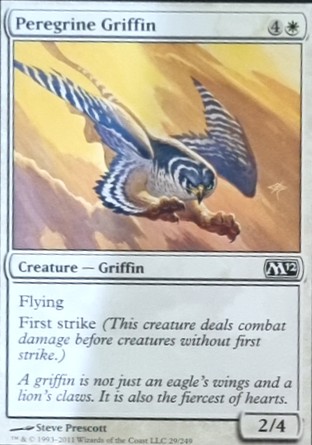 Peregrine Griffin 4
Creature — Griffin M12
Flying
First strike (This creature deals combat
damage before creatures without first
strike.)
A griffin is not just an eagle's wings and a
lion's claws. It is also the fiercest of hearts.
Steve Prescott
™ & © 1993–2011 Wizards of the Coast LLC 29/249
2/4